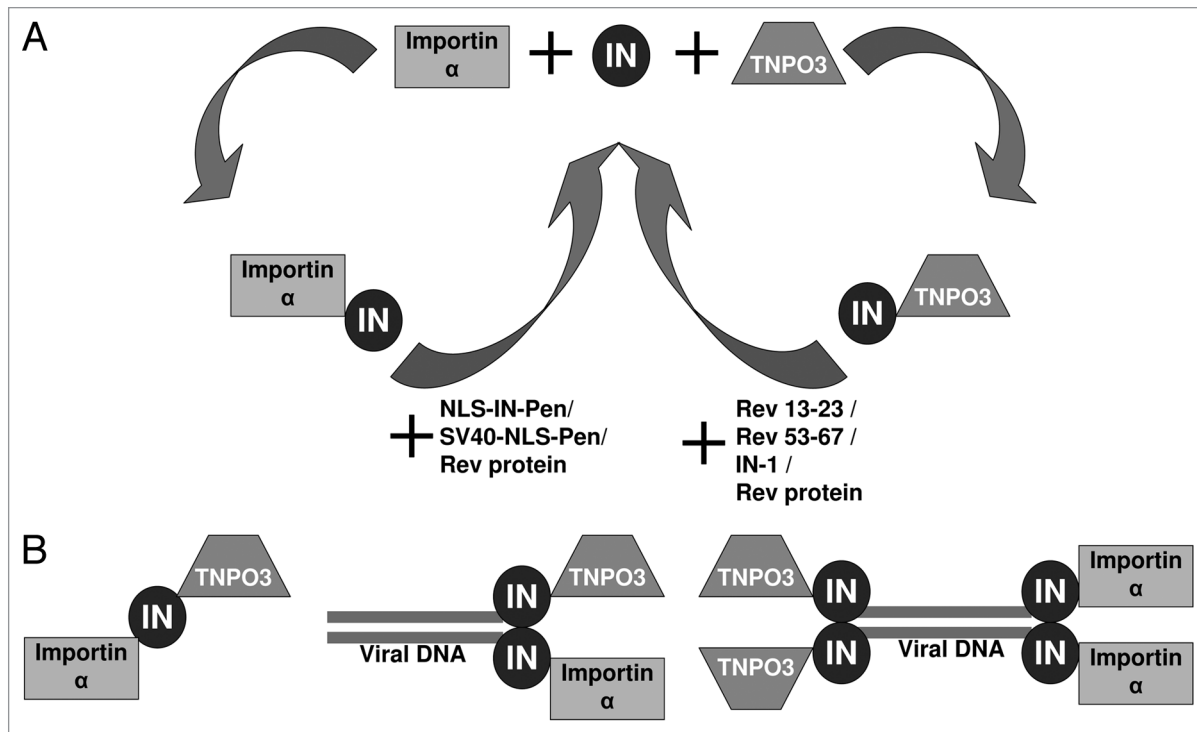 A
Importin
α
+
IN
+
TNPO3
Importin
α
IN
IN
TNPO3
+
NLS-IN-Pen/
SV40-NLS-Pen/
Rev protein
+
Rev 13-23 /
Rev 53-67 /
IN-1 /
Rev protein
B
TNPO3
IN
Importin
α
TNPO3
IN
Viral DNA
IN
Importin
α
TNPO3
IN
IN
Importin
α
Viral DNA
TNPO3
IN
IN
Importin
α